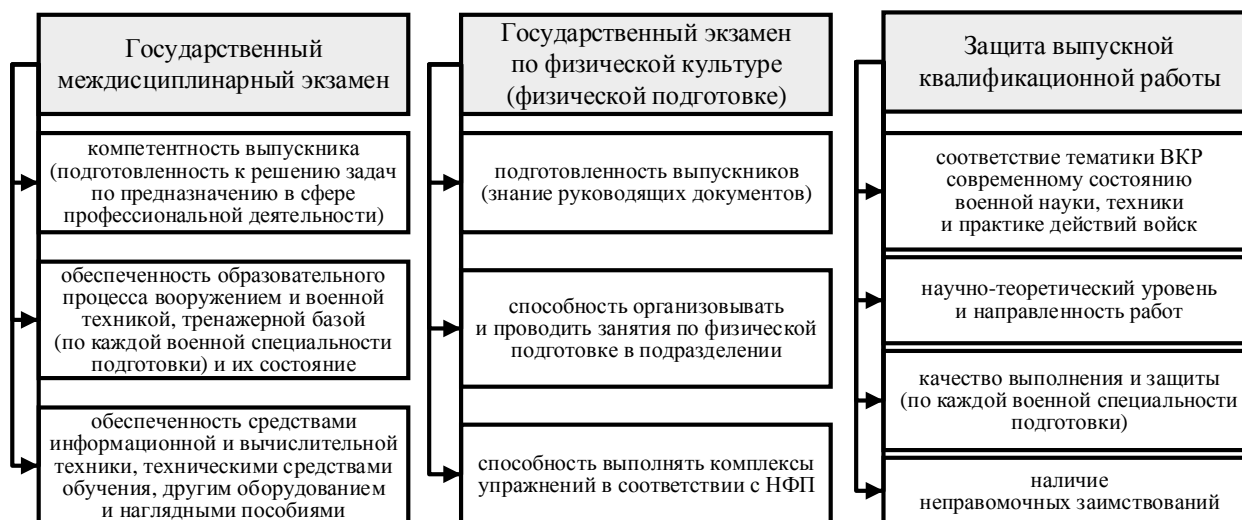 Государственный
междисциплинарный экзамен
компетентность выпускника
(подготовленность к решению задач
по предназначению в сфере
профессиональной деятельности)
обеспеченность образовательного
процесса вооружением и военной
техникой, тренажерной базой
(по каждой военной специальности
подготовки) и их состояние
обеспеченность средствами
информационной и вычислительной
техники, техническими средствами
обучения, другим оборудованием
и наглядными пособиями
Государственный экзамен
по физической культуре
(физической подготовке)
подготовленность выпускников
(знание руководящих документов)
способность организовывать
и проводить занятия по физической
подготовке в подразделении
способность выполнять комплексы
упражнений в соответствии с НФП
Защита выпускной
квалификационной работы
соответствие тематики ВКР
современному состоянию
военной науки, техники
и практике действий войск
научно-теоретический уровень
и направленность работ
качество выполнения и защиты
(по каждой военной специальности
подготовки)
наличие
неправомочных заимствований